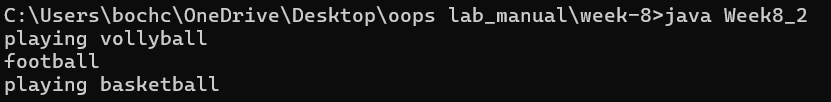 C:\Users\bochc\OneDrive\Desktop\oops lab_manual\week-8>java Week8_2
playing vollyball
football
playing basketball